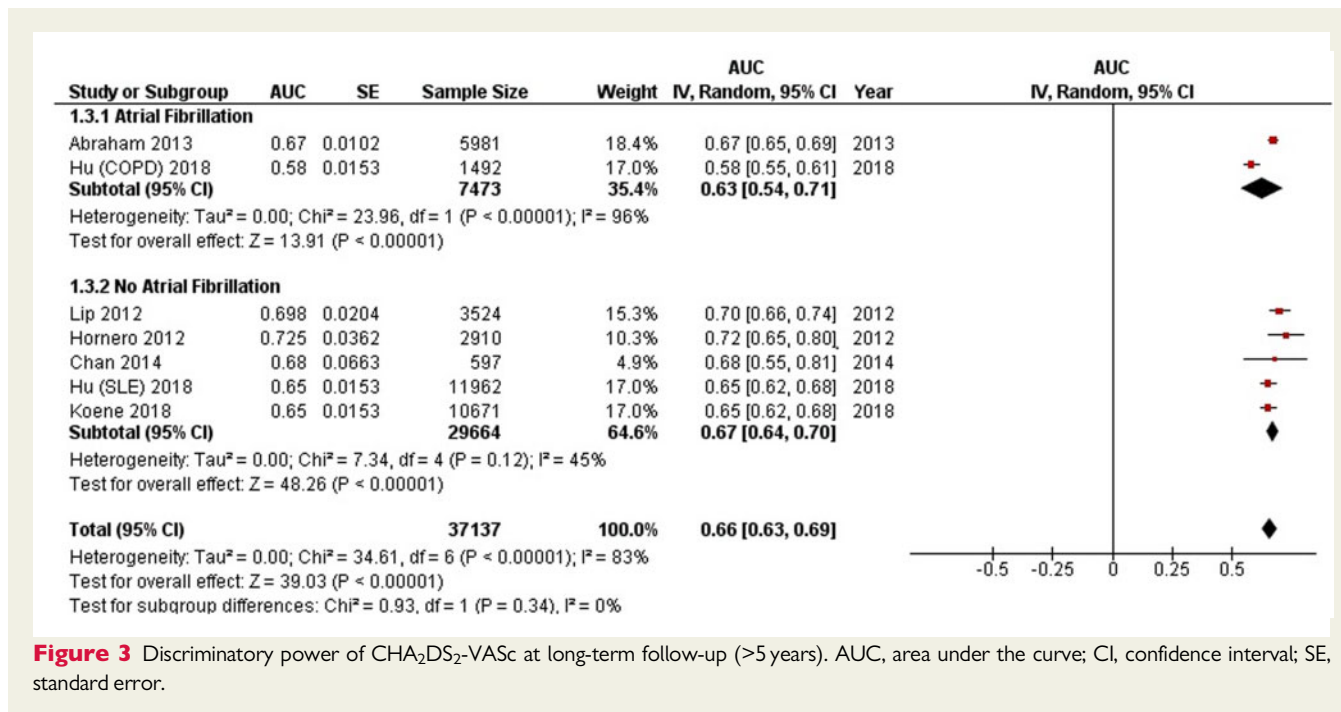 AUC AUC
Study or Subgroup AUC SE Sample Size Weight IV, Random, 95% CI Year IV, Random, 95% CI
1.3.1 Atrial Fibrillation
Abraham 2013 0.67 0.0102 5981 18.4% 0.67 [0.65, 0.69] 2013
Hu (COPD) 2018 0.58 0.0153 1492 17.0% 0.58 [0.55, 0.61] 2018
Subtotal (95% CI) 7473 35.4% 0.63 [0.54, 0.71]
Heterogeneity: Tau² = 0.00; Chi² = 23.96, df = 1 (P < 0.00001); I² = 96%
Test for overall effect: Z = 13.91 (P < 0.00001)
1.3.2 No Atrial Fibrillation
Lip 2012 0.698 0.0204 3524 15.3% 0.70 [0.66, 0.74] 2012
Hornero 2012 0.725 0.0362 2910 10.3% 0.72 [0.65, 0.80] 2012
Chan 2014 0.68 0.0663 597 4.9% 0.68 [0.55, 0.81] 2014
Hu (SLE) 2018 0.65 0.0153 11962 17.0% 0.65 [0.62, 0.68] 2018
Koene 2018 0.65 0.0153 10671 17.0% 0.65 [0.62, 0.68] 2018
Subtotal (95% CI) 29664 64.6% 0.67 [0.64, 0.70]
Heterogeneity: Tau² = 0.00; Chi² = 7.34, df = 4 (P = 0.12); I² = 45%
Test for overall effect: Z = 48.26 (P < 0.00001)
Total (95% CI) 37137 100.0% 0.66 [0.63, 0.69]
Heterogeneity: Tau² = 0.00; Chi² = 34.61, df = 6 (P < 0.00001); I² = 83%
-0.5 -0.25 0 0.25 0.5
Test for overall effect: Z = 39.03 (P < 0.00001)
Test for subgroup differences: Chi² = 0.93, df = 1 (P = 0.34), I² = 0%
Figure 3 Discriminatory power of CHA₂DS₂-VASc at long-term follow-up (>5 years). AUC, area under the curve; CI, confidence interval; SE,
standard error.